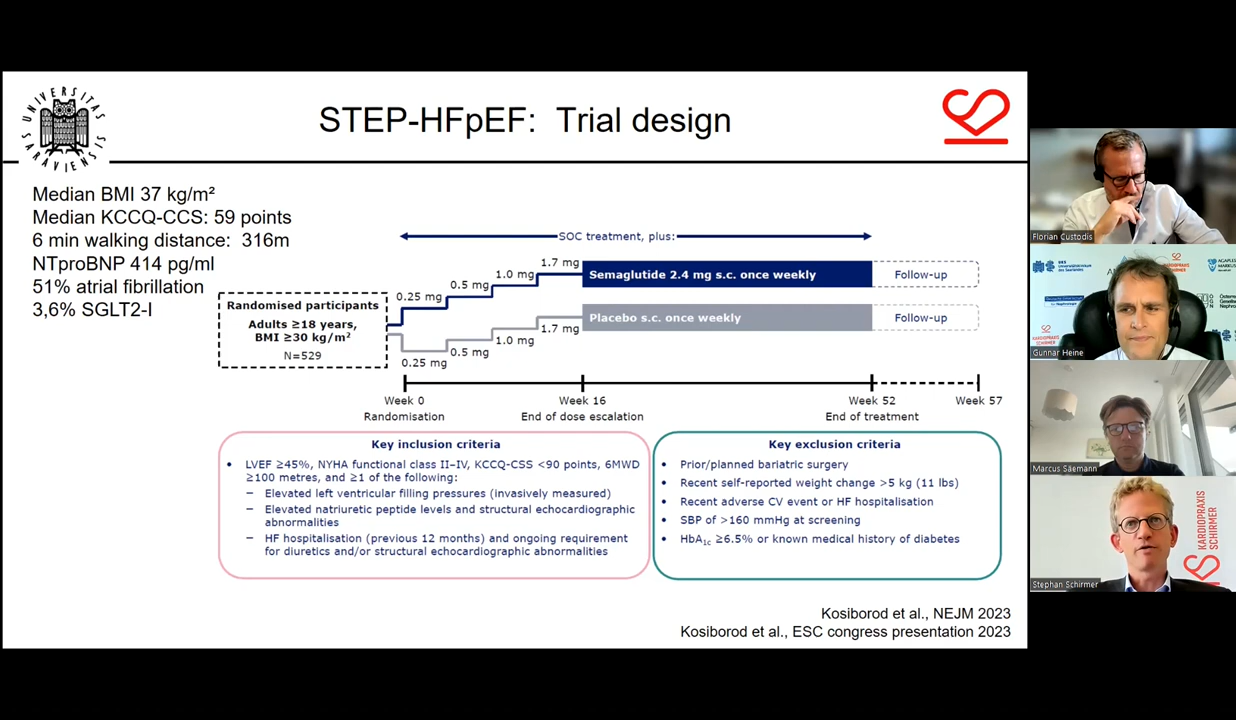 UNIVERSITAS SARAVIENSIS
STEP-HFpEF: Trial design
Median BMI 37 kg/m²
Median KCCQ-CCS: 59 points
6 min walking distance: 316m
NTproBNP 414 pg/ml
51% atrial fibrillation
3,6% SGLT2-I
SOC treatment, plus:
Randomised participants
Adults ≥18 years,
BMI ≥30 kg/m²
N=529
0.25 mg
0.5 mg
1.0 mg
1.7 mg
Semaglutide 2.4 mg s.c. once weekly
Follow-up
0.25 mg
0.5 mg
1.0 mg
1.7 mg
Placebo s.c. once weekly
Follow-up
Week 0
Randomisation
Week 16
End of dose escalation
Week 52
End of treatment
Week 57
Key inclusion criteria
• LVEF ≥45%, NYHA functional class II–IV, KCCQ-CSS <90 points, 6MWD
≥100 metres, and ≥1 of the following:
– Elevated left ventricular filling pressures (invasively measured)
– Elevated natriuretic peptide levels and structural echocardiographic
abnormalities
– HF hospitalisation (previous 12 months) and ongoing requirement
for diuretics and/or structural echocardiographic abnormalities
Key exclusion criteria
• Prior/planned bariatric surgery
• Recent self-reported weight change >5 kg (11 lbs)
• Recent adverse CV event or HF hospitalisation
• SBP of >160 mmHg at screening
• HbA1c ≥6.5% or known medical history of diabetes
Kosiborod et al., NEJM 2023
Kosiborod et al., ESC congress presentation 2023
Florian Custodis
Gunnar Heine
Marcus Säemann
KARDIOPRAXIS
SCHIRMER
Stephan Schirmer